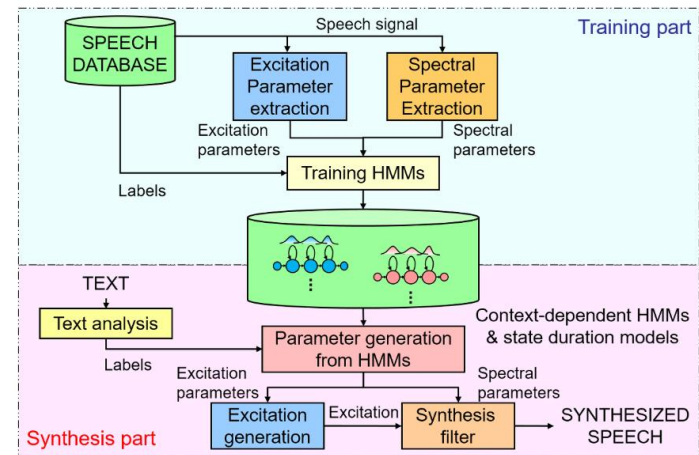 Speech signal
Training part
SPEECH
DATABASE
Excitation
Parameter
extraction
Spectral
Parameter
Extraction
Excitation
parameters
Spectral
parameters
Training HMMs
Labels
TEXT
Text analysis
Context-dependent HMMs
& state duration models
Parameter generation
from HMMs
Labels
Excitation
parameters
Spectral
parameters
Excitation
generation
Excitation
Synthesis
filter
SYNTHESIZED
SPEECH
Synthesis part